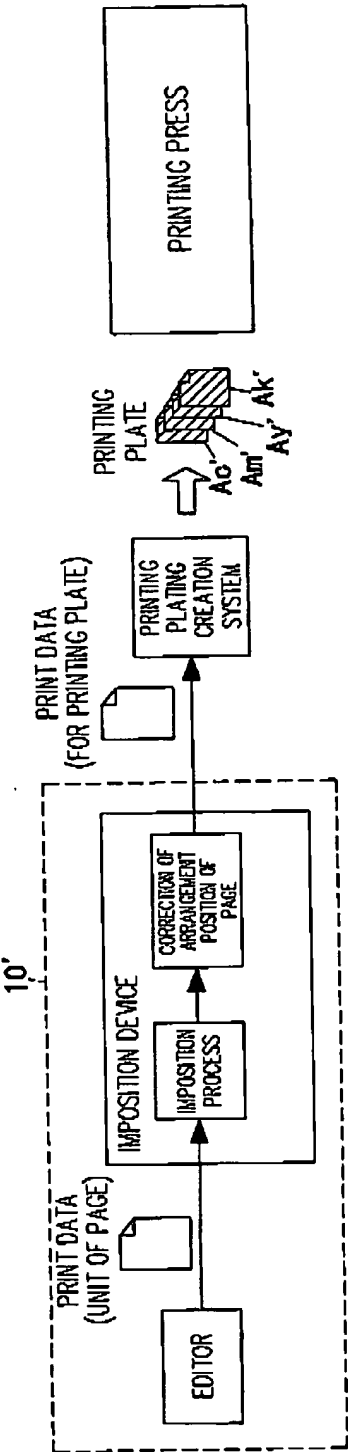 10'
EDITOR
PRINT DATA
(UNIT OF PAGE)
IMPOSITION DEVICE
IMPOSITION
PROCESS
CORRECTION OF
ARRANGEMENT
POSITION OF
PAGE
PRINT DATA
(FOR PRINTING PLATE)
PRINTING
PLATING
CREATION
SYSTEM
PRINTING
PLATE
Ac'
Am'
Ay'
Ak'
PRINTING PRESS